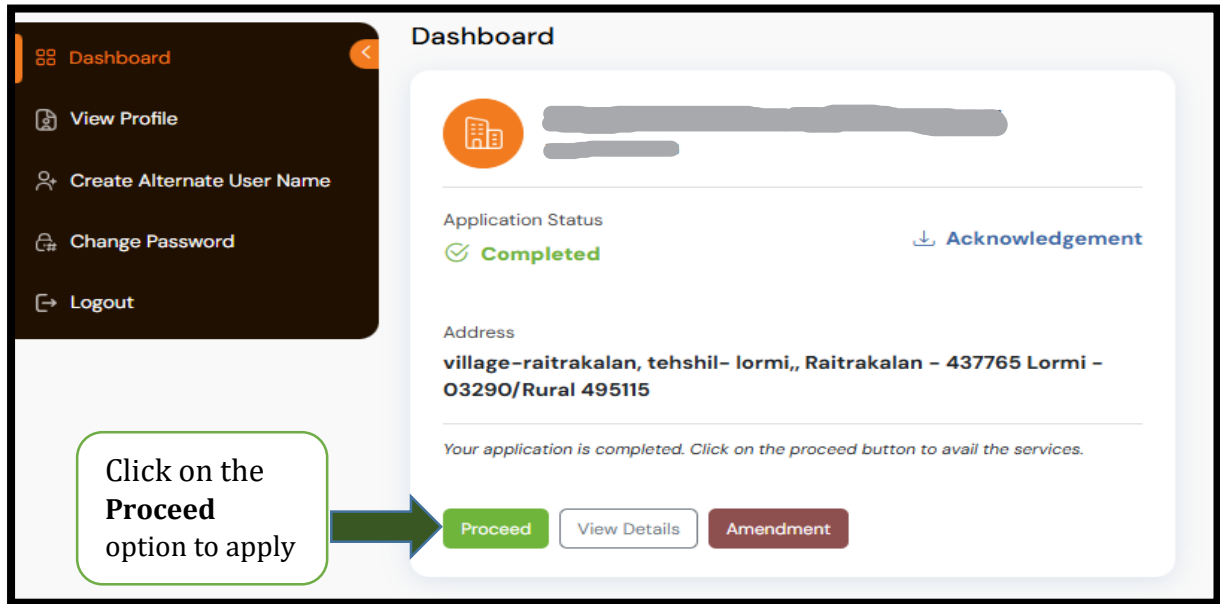 Dashboard
View Profile
Create Alternate User Name
Change Password
Logout
Dashboard
Application Status
Completed
Acknowledgement
Address
village-raitrakalan, tehshil- lormi,, Raitrakalan - 437765 Lormi -
03290/Rural 495115
Your application is completed. Click on the proceed button to avail the services.
Click on the
Proceed
option to apply
Proceed
View Details
Amendment